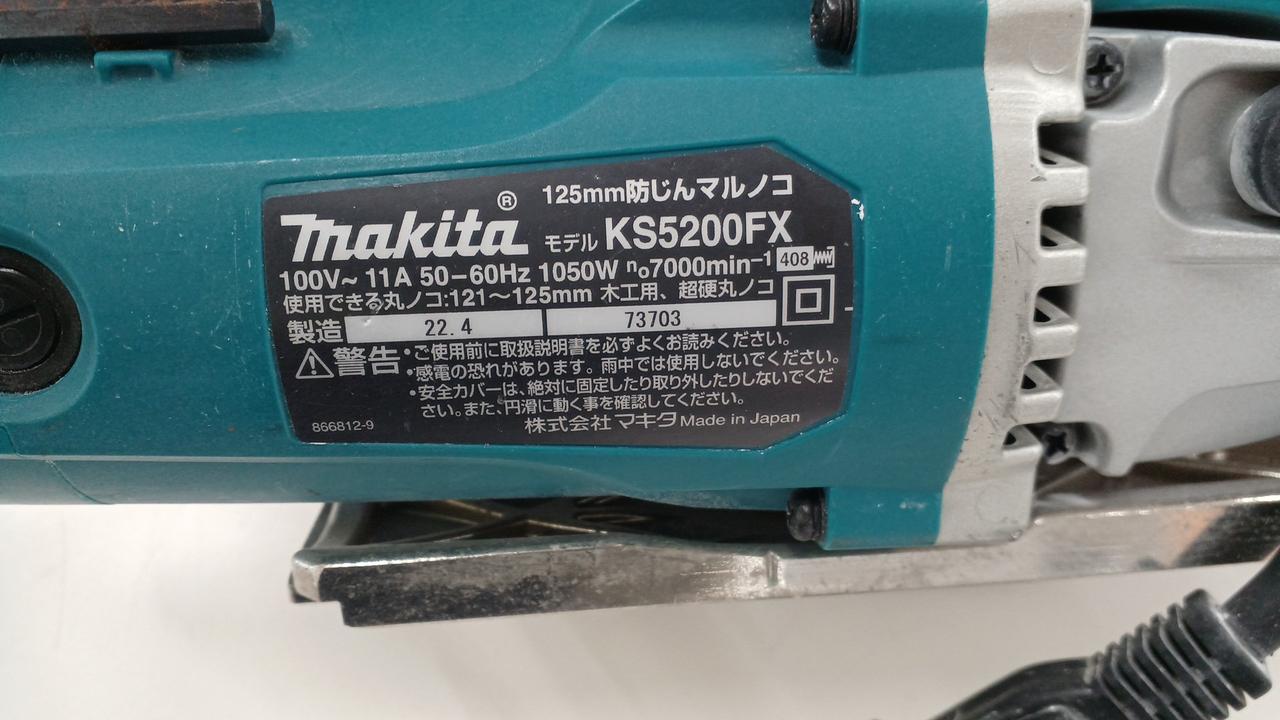 125mm防じんマルノコ
makita® モデル KS5200FX
100V~ 11A 50-60Hz 1050W n₀7000min⁻¹ 408
使用できる丸ノコ:121〜125mm 木工用、超硬丸ノコ
製造 22.4 73703
警告 •ご使用前に取扱説明書を必ずよくお読みください。
•感電の恐れがあります。雨中では使用しないでください。
•安全カバーは、絶対に固定したり取り外したりしないでくだ
さい。また、円滑に動く事を確認してください。
866812-9 株式会社 マキタ Made in Japan